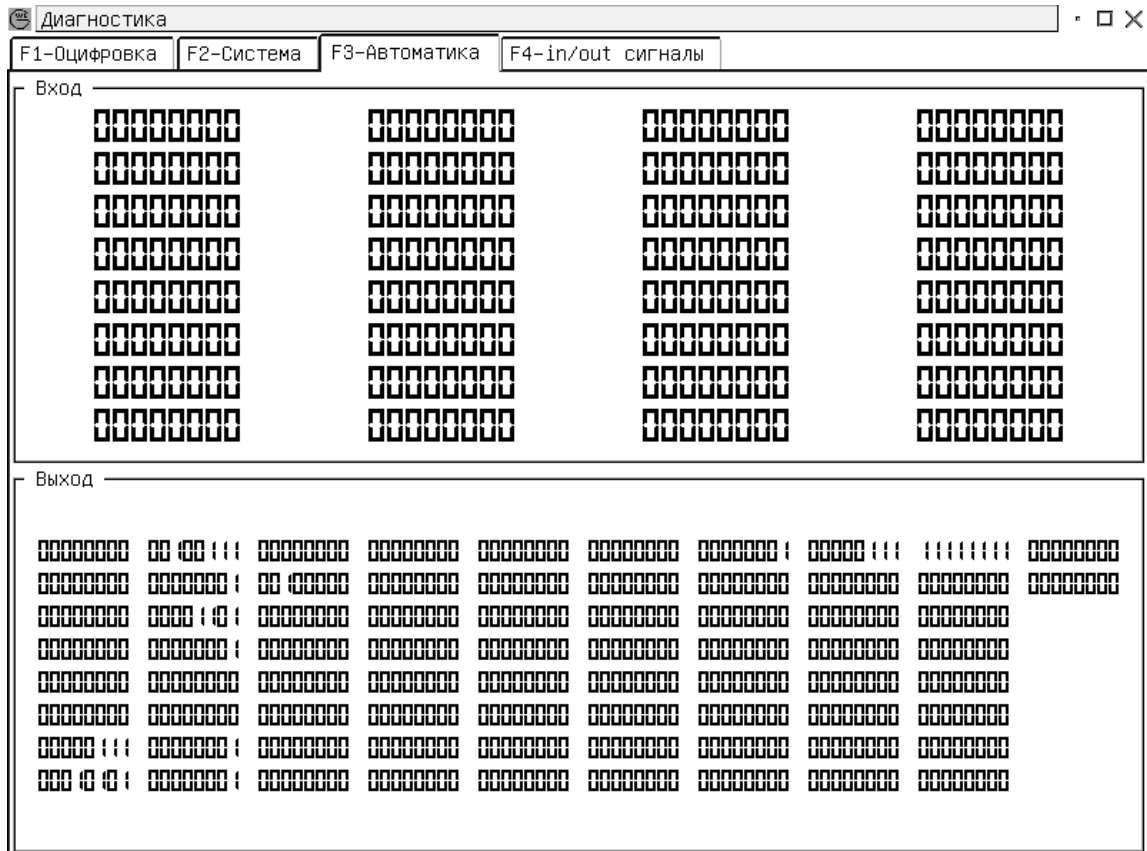 Диагностика
F1-Оцифровка F2-Система F3-Автоматика F4-in/out сигналы
Вход
00000000 00000000 00000000 00000000
00000000 00000000 00000000 00000000
00000000 00000000 00000000 00000000
00000000 00000000 00000000 00000000
00000000 00000000 00000000 00000000
00000000 00000000 00000000 00000000
00000000 00000000 00000000 00000000
00000000 00000000 00000000 00000000
Выход
00000000 00100111 00000000 00000000 00000000 00000000 00000001 00000111 11111111 00000000
00000000 00000001 00100000 00000000 00000000 00000000 00000000 00000000 00000000 00000000
00000000 00001101 00000000 00000000 00000000 00000000 00000000 00000000 00000000
00000000 00000001 00000000 00000000 00000000 00000000 00000000 00000000 00000000
00000000 00000000 00000000 00000000 00000000 00000000 00000000 00000000 00000000
00000000 00000000 00000000 00000000 00000000 00000000 00000000 00000000 00000000
00000111 00000001 00000000 00000000 00000000 00000000 00000000 00000000 00000000
00010101 00000001 00000000 00000000 00000000 00000000 00000000 00000000 00000000